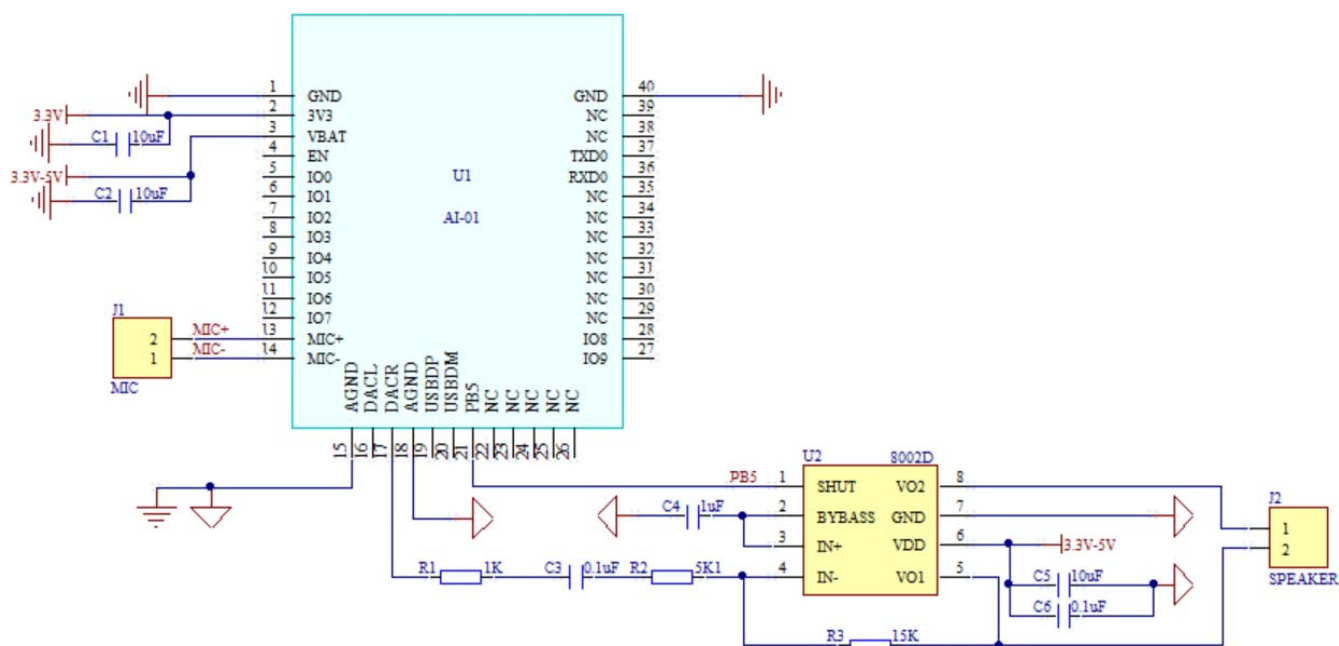 1 GND GND 40
3.3V 2 3V3 NC 39
C1 10uF 3 VBAT NC 38
4 EN TXD0 37
3.3V-5V 5 IO0 U1 RXD0 36
C2 10uF 6 IO1 NC 35
7 IO2 AI-01 NC 34
8 IO3 NC 33
9 IO4 NC 32
10 IO5 NC 31
11 IO6 NC 30
J1 12 IO7 NC 29
2 MIC+ 13 MIC+ IO8 28
1 MIC- 14 MIC- IO9 27
MIC
AGND DACL DACR AGND USBDP USBDM PB5 NC NC NC NC NC
15 16 17 18 19 20 21 22 23 24 25 26
U2 8002D
PB5 1 SHUT VO2 8
C4 1uF 2 BYBASS GND 7
J2
1
3 IN+ VDD 6 3.3V-5V
2
R1 1K C3 0.1uF R2 5K1 4 IN- VO1 5 C5 10uF
SPEAKER
C6 0.1uF
R3 15K